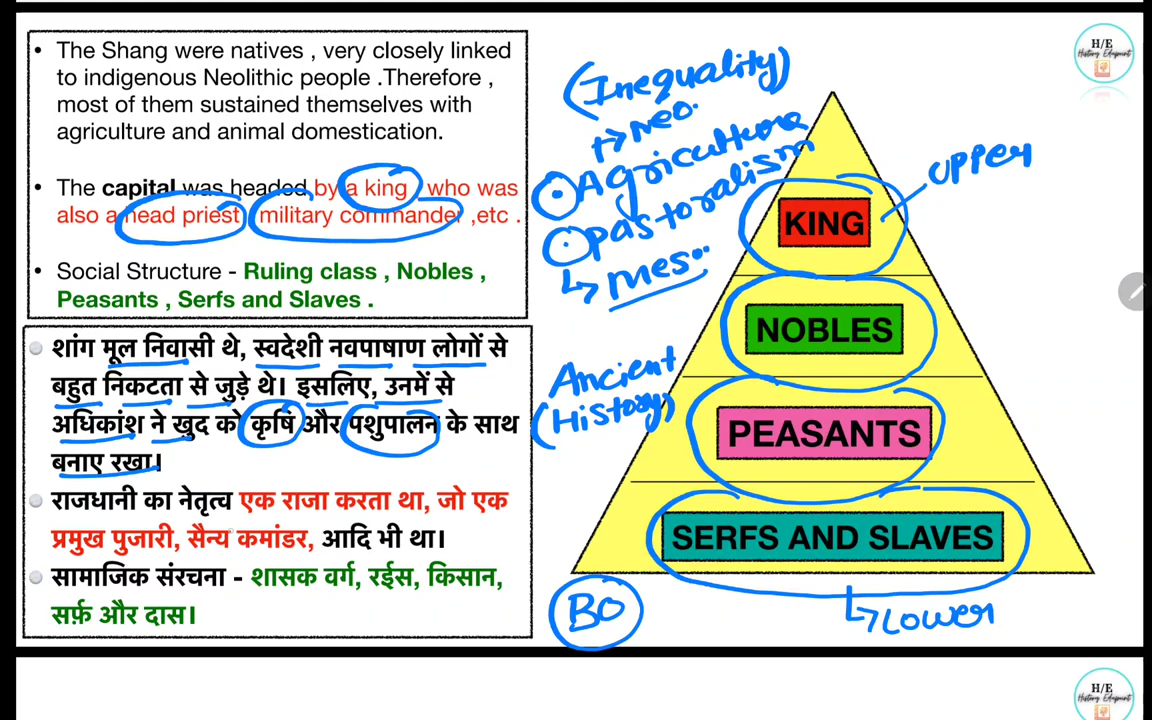 • The Shang were natives , very closely linked
to indigenous Neolithic people .Therefore ,
most of them sustained themselves with
agriculture and animal domestication.
• The capital was headed by a king , who was
also a head priest , military commander ,etc .
• Social Structure - Ruling class , Nobles ,
Peasants , Serfs and Slaves .
शांग मूल निवासी थे, स्वदेशी नवपाषाण लोगों से
बहुत निकटता से जुड़े थे। इसलिए, उनमें से
अधिकांश ने खुद को कृषि और पशुपालन के साथ
बनाए रखा।
राजधानी का नेतृत्व एक राजा करता था, जो एक
प्रमुख पुजारी, सैन्य कमांडर, आदि भी था।
सामाजिक संरचना - शासक वर्ग, रईस, किसान,
सर्फ़ और दास।
(Inequality)
Neo.
Agriculture
Pastoralism
Meso..
Ancient
(History)
BO
Upper
KING
NOBLES
PEASANTS
SERFS AND SLAVES
Lower
H/E
History Edupoint
H/E
History Edupoint